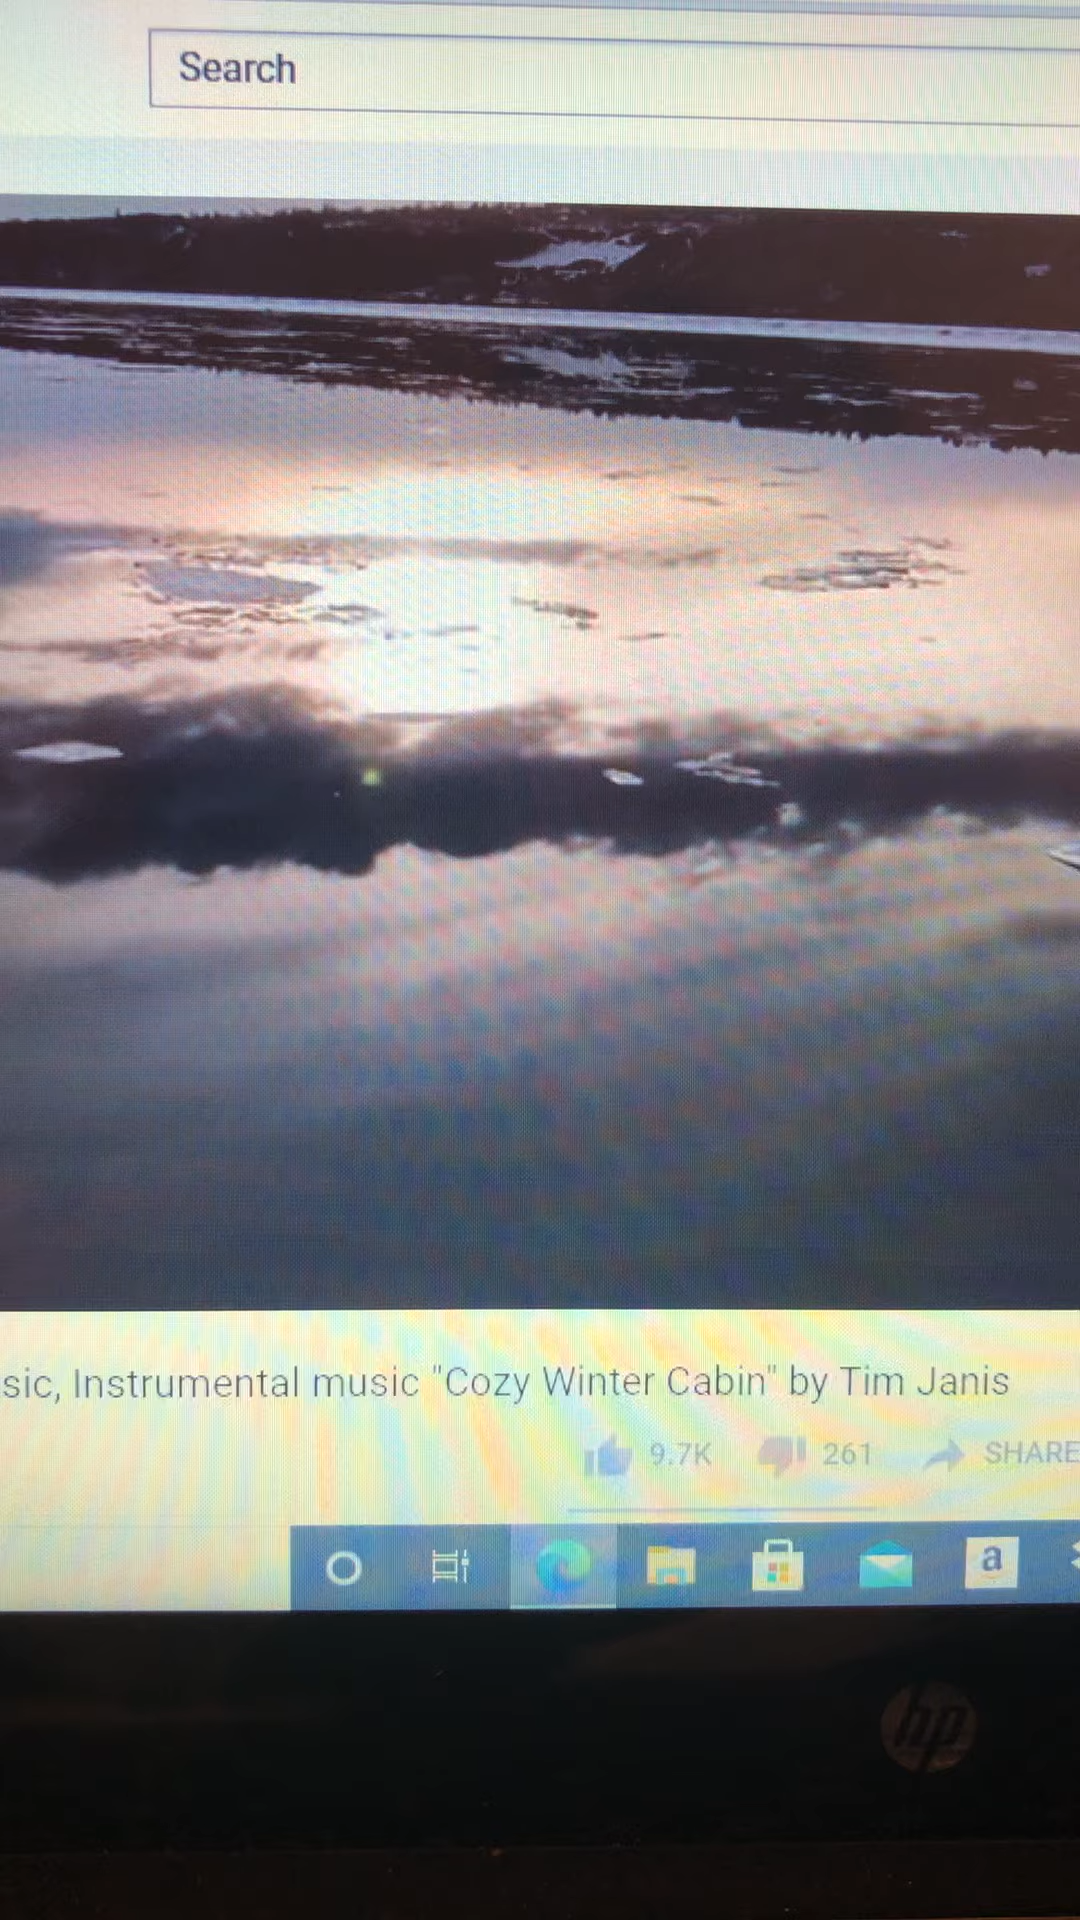 Search
sic, Instrumental music "Cozy Winter Cabin" by Tim Janis
9.7K 261 SHARE
a
hp